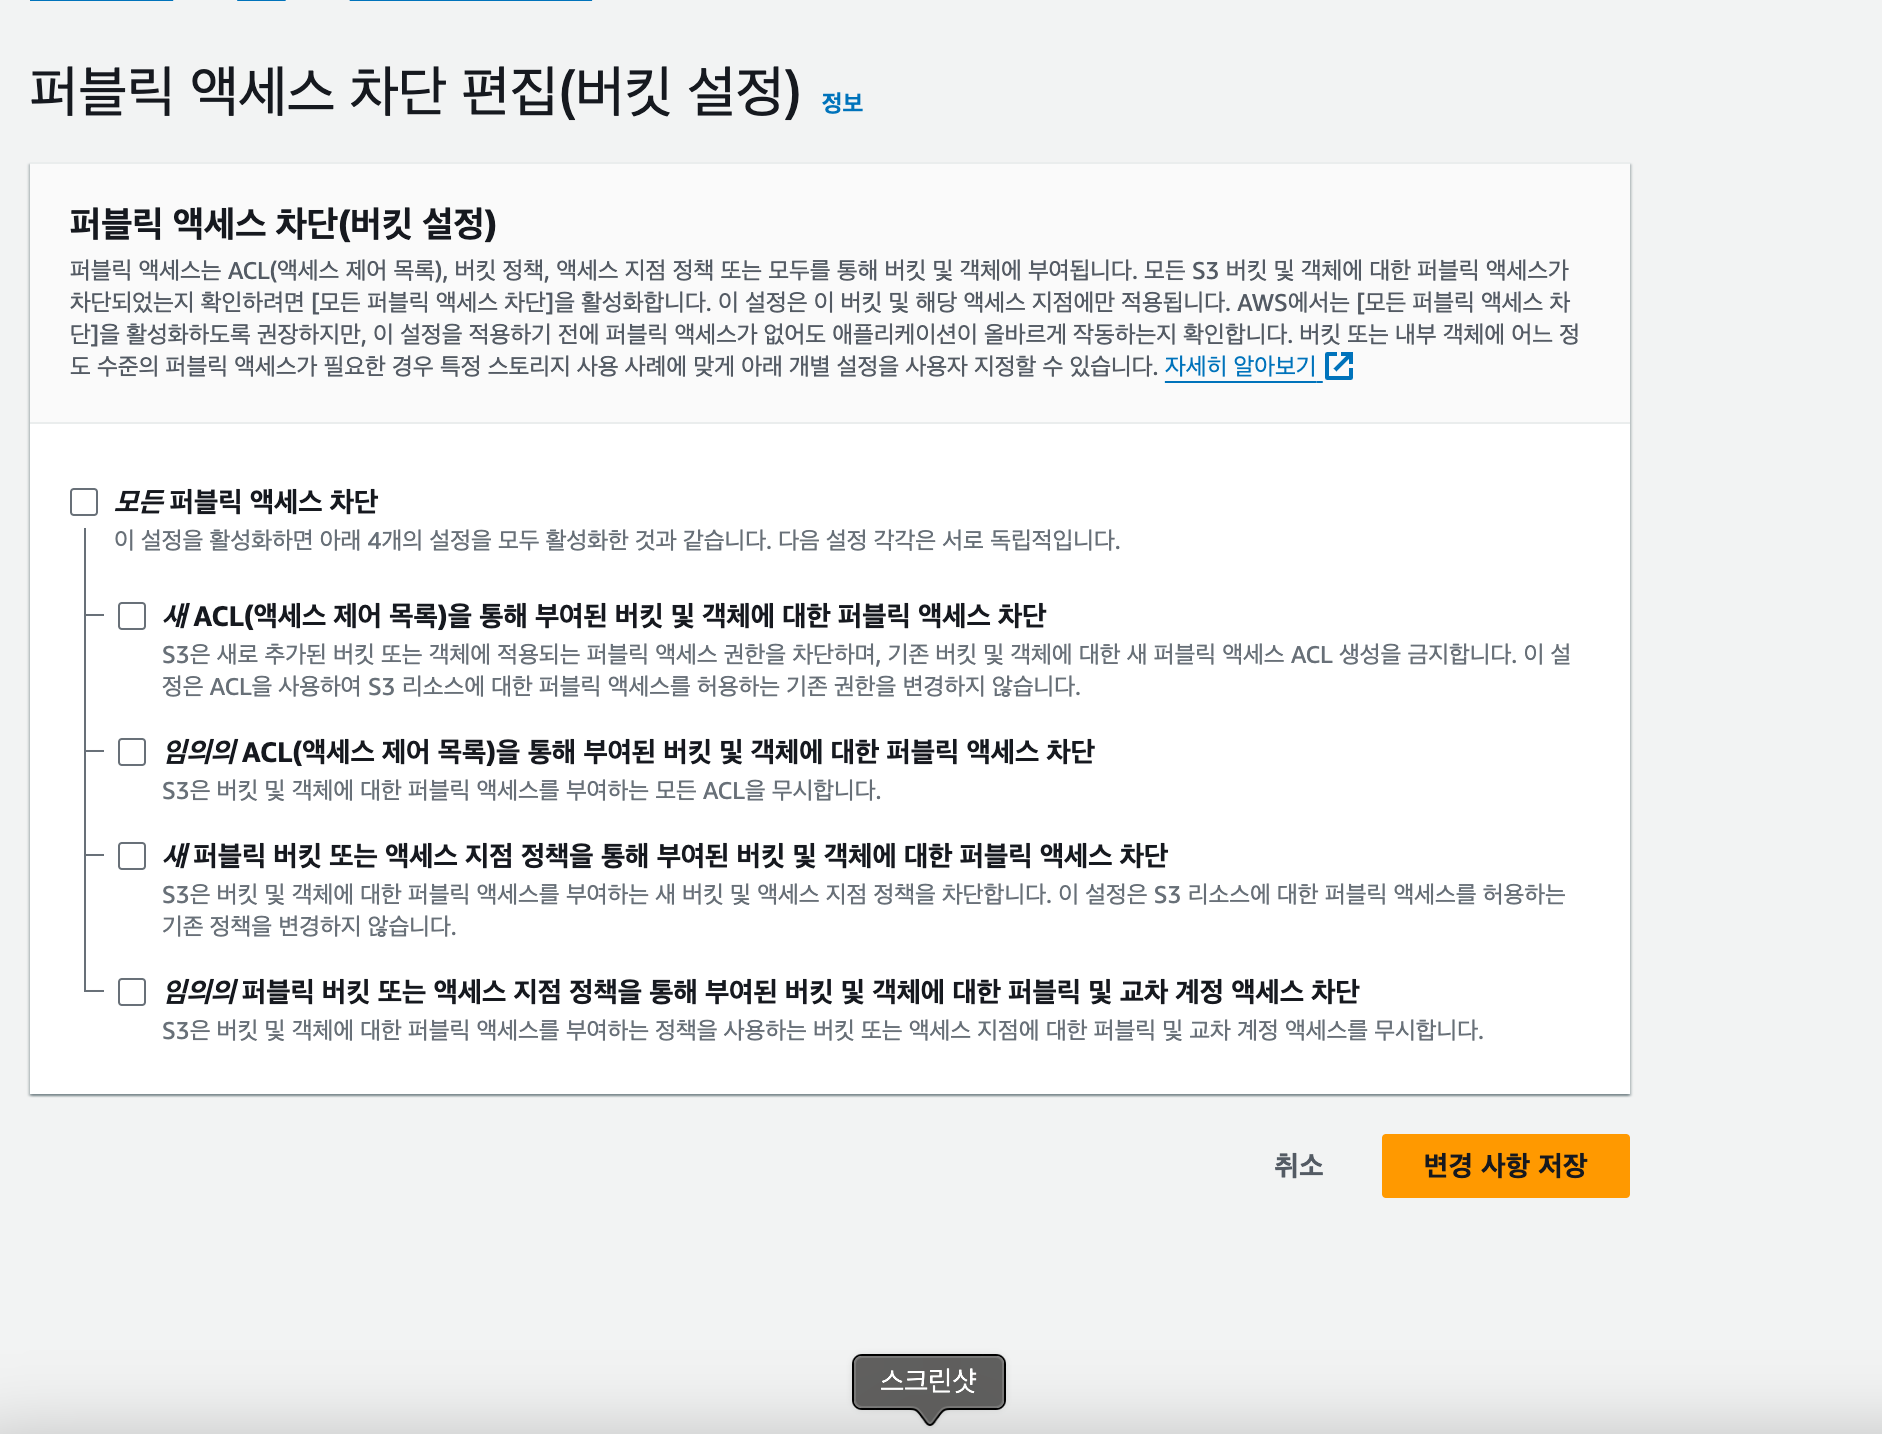 퍼블릭 액세스 차단 편집(버킷 설정) 정보
퍼블릭 액세스 차단(버킷 설정)
퍼블릭 액세스는 ACL(액세스 제어 목록), 버킷 정책, 액세스 지점 정책 또는 모두를 통해 버킷 및 객체에 부여됩니다. 모든 S3 버킷 및 객체에 대한 퍼블릭 액세스가
차단되었는지 확인하려면 [모든 퍼블릭 액세스 차단]을 활성화합니다. 이 설정은 이 버킷 및 해당 액세스 지점에만 적용됩니다. AWS에서는 [모든 퍼블릭 액세스 차
단]을 활성화하도록 권장하지만, 이 설정을 적용하기 전에 퍼블릭 액세스가 없어도 애플리케이션이 올바르게 작동하는지 확인합니다. 버킷 또는 내부 객체에 어느 정
도 수준의 퍼블릭 액세스가 필요한 경우 특정 스토리지 사용 사례에 맞게 아래 개별 설정을 사용자 지정할 수 있습니다. 자세히 알아보기
모든 퍼블릭 액세스 차단
이 설정을 활성화하면 아래 4개의 설정을 모두 활성화한 것과 같습니다. 다음 설정 각각은 서로 독립적입니다.
새 ACL(액세스 제어 목록)을 통해 부여된 버킷 및 객체에 대한 퍼블릭 액세스 차단
S3은 새로 추가된 버킷 또는 객체에 적용되는 퍼블릭 액세스 권한을 차단하며, 기존 버킷 및 객체에 대한 새 퍼블릭 액세스 ACL 생성을 금지합니다. 이 설
정은 ACL을 사용하여 S3 리소스에 대한 퍼블릭 액세스를 허용하는 기존 권한을 변경하지 않습니다.
임의의 ACL(액세스 제어 목록)을 통해 부여된 버킷 및 객체에 대한 퍼블릭 액세스 차단
S3은 버킷 및 객체에 대한 퍼블릭 액세스를 부여하는 모든 ACL을 무시합니다.
새 퍼블릭 버킷 또는 액세스 지점 정책을 통해 부여된 버킷 및 객체에 대한 퍼블릭 액세스 차단
S3은 버킷 및 객체에 대한 퍼블릭 액세스를 부여하는 새 버킷 및 액세스 지점 정책을 차단합니다. 이 설정은 S3 리소스에 대한 퍼블릭 액세스를 허용하는
기존 정책을 변경하지 않습니다.
임의의 퍼블릭 버킷 또는 액세스 지점 정책을 통해 부여된 버킷 및 객체에 대한 퍼블릭 및 교차 계정 액세스 차단
S3은 버킷 및 객체에 대한 퍼블릭 액세스를 부여하는 정책을 사용하는 버킷 또는 액세스 지점에 대한 퍼블릭 및 교차 계정 액세스를 무시합니다.
취소 변경 사항 저장
스크린샷